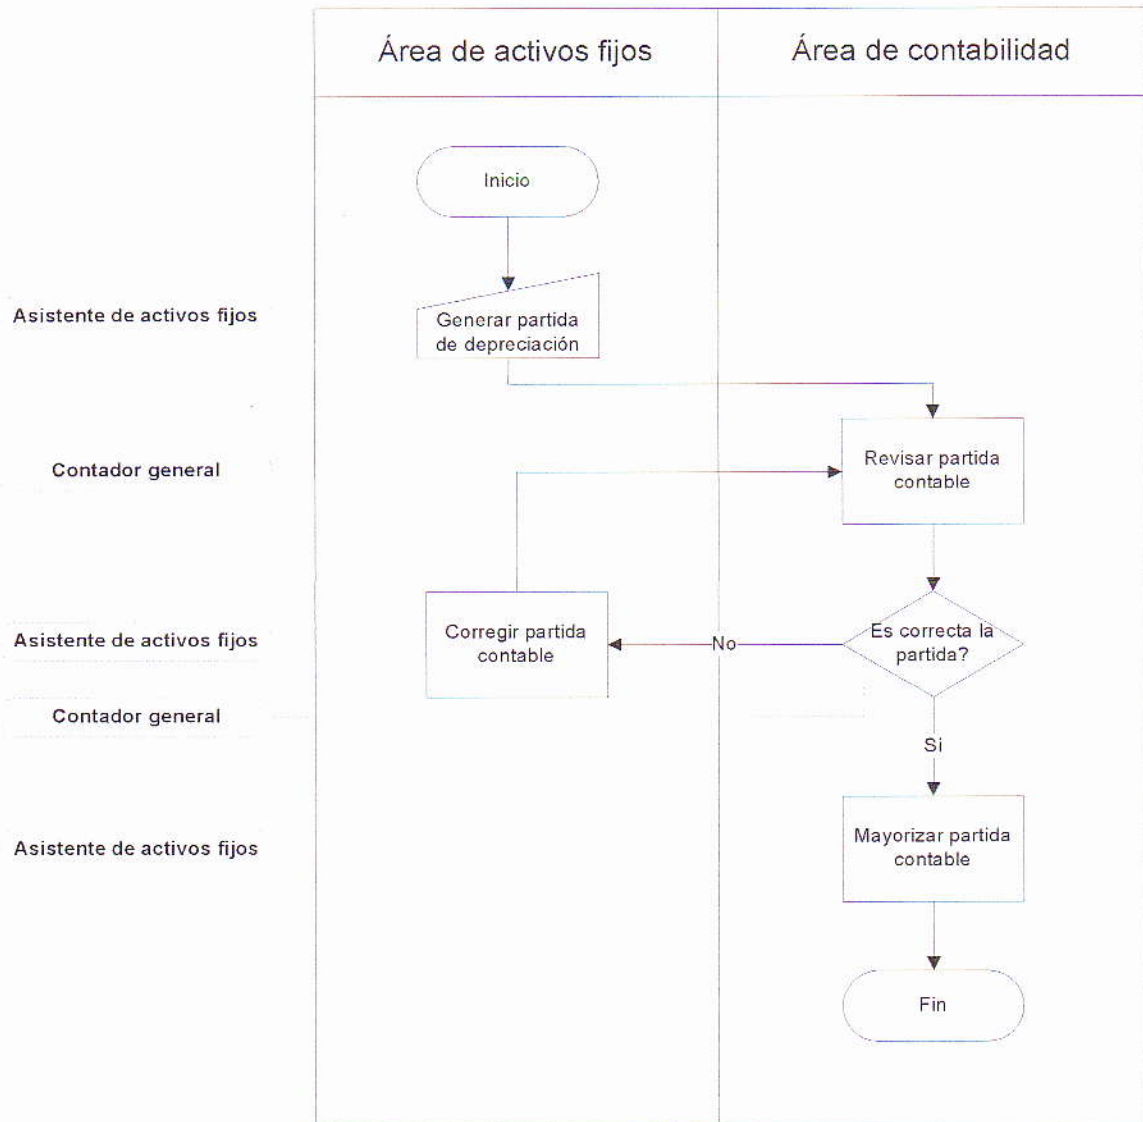 Área de activos fijos
Área de contabilidad
Inicio
Asistente de activos fijos
Generar partida
de depreciación
Contador general
Revisar partida
contable
Asistente de activos fijos
Corregir partida
contable
No
Es correcta la
partida?
Contador general
Si
Asistente de activos fijos
Mayorizar partida
contable
Fin